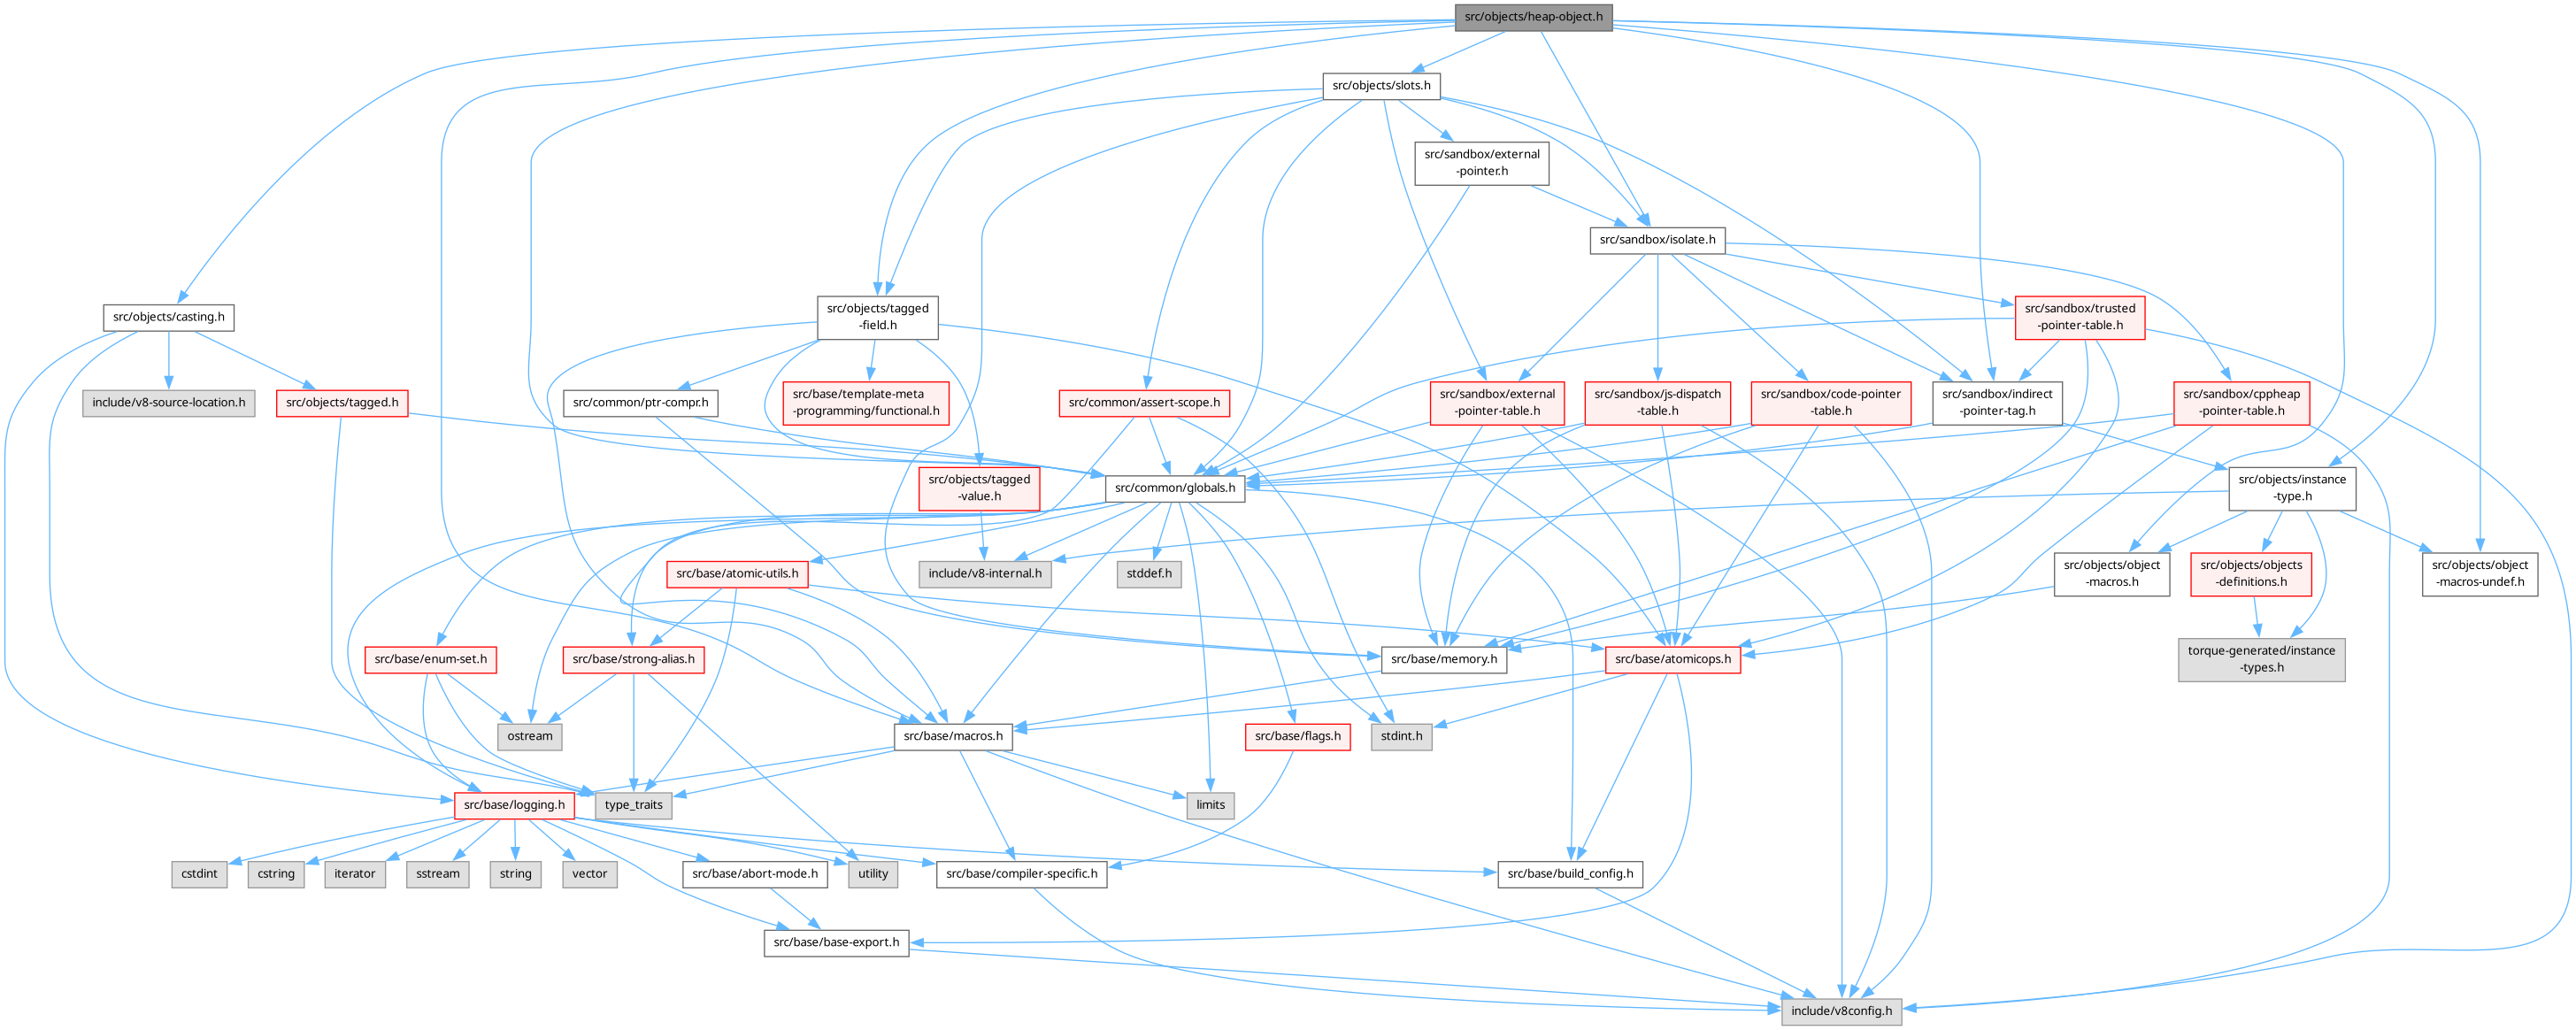 src/objects/heap-object.h
src/objects/slots.h
src/sandbox/external
-pointer.h
src/sandbox/isolate.h
src/objects/casting.h
src/objects/tagged
-field.h
src/sandbox/trusted
-pointer-table.h
include/v8-source-location.h
src/objects/tagged.h
src/common/ptr-compr.h
src/base/template-meta
-programming/functional.h
src/common/assert-scope.h
src/sandbox/external
-pointer-table.h
src/sandbox/js-dispatch
-table.h
src/sandbox/code-pointer
-table.h
src/sandbox/indirect
-pointer-tag.h
src/sandbox/cppheap
-pointer-table.h
src/objects/tagged
-value.h
src/common/globals.h
src/objects/instance
-type.h
src/base/atomic-utils.h
include/v8-internal.h
stddef.h
src/objects/object
-macros.h
src/objects/objects
-definitions.h
src/objects/object
-macros-undef.h
src/base/enum-set.h
src/base/strong-alias.h
src/base/memory.h
src/base/atomicops.h
torque-generated/instance
-types.h
ostream
src/base/macros.h
src/base/flags.h
stdint.h
src/base/logging.h
type_traits
limits
cstdint
cstring
iterator
sstream
string
vector
src/base/abort-mode.h
utility
src/base/compiler-specific.h
src/base/build_config.h
src/base/base-export.h
include/v8config.h